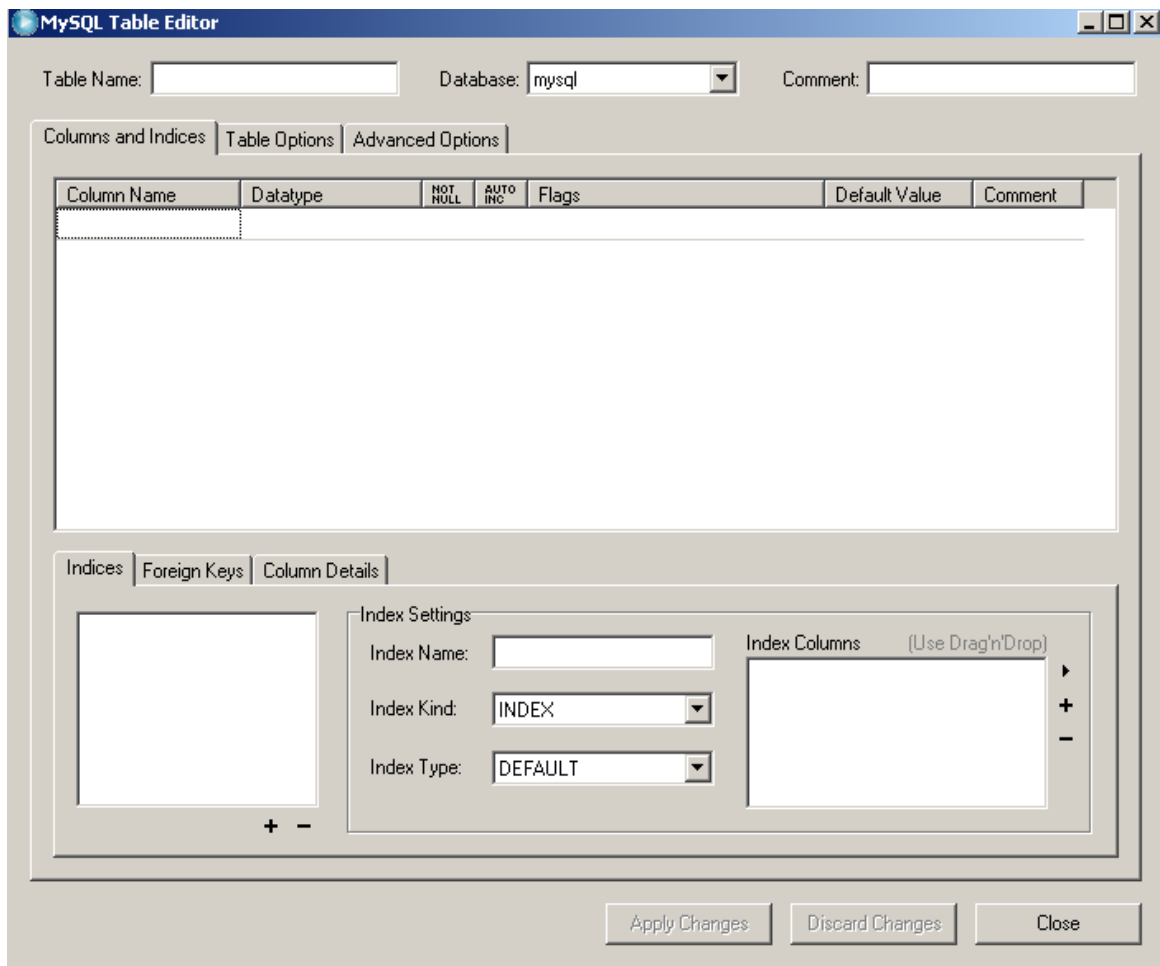 MySQL Table Editor
Table Name:
Database: mysql
Comment:
Columns and Indices
Table Options
Advanced Options
Column Name
Datatype
NOT NULL
AUTO INC
Flags
Default Value
Comment
Indices
Foreign Keys
Column Details
Index Settings
Index Name:
Index Kind: INDEX
Index Type: DEFAULT
Index Columns (Use Drag'n'Drop)
Apply Changes
Discard Changes
Close